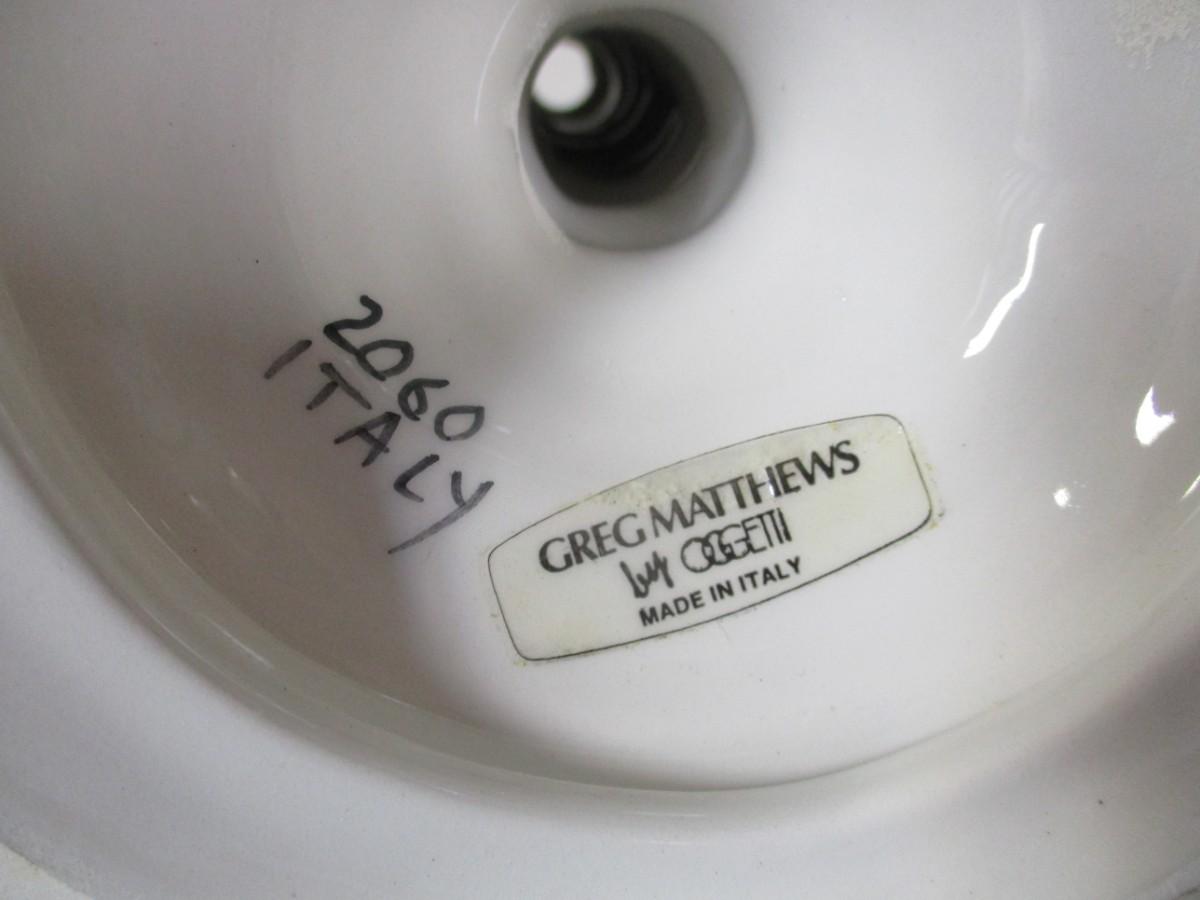 2060
ITALY
GREG MATTHEWS
by OGGETTI
MADE IN ITALY